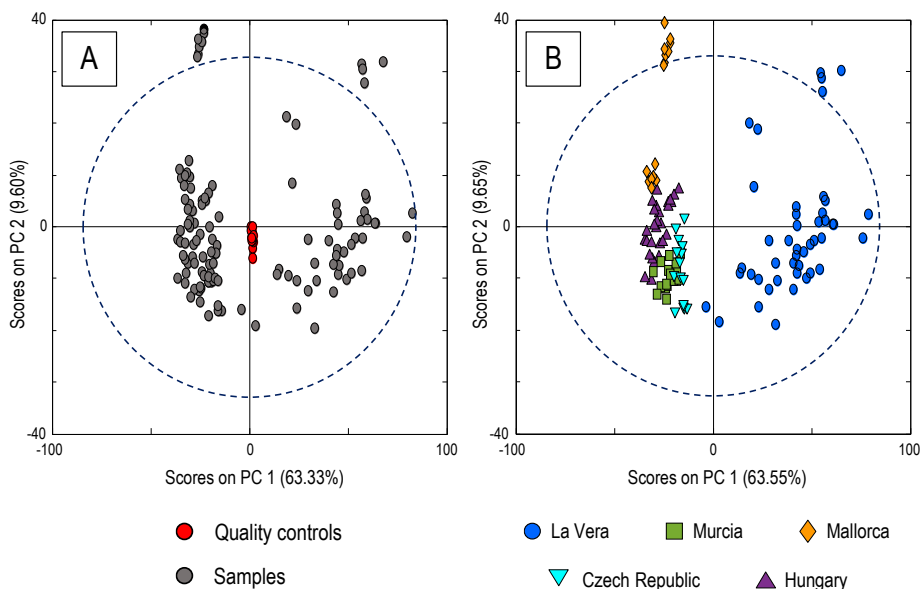 A
B
40
0
-40
-100
0
100
Scores on PC 2 (9.60%)
Scores on PC 1 (63.33%)
40
0
-40
-100
0
100
Scores on PC 2 (9.65%)
Scores on PC 1 (63.55%)
Quality controls
Samples
La Vera
Murcia
Mallorca
Czech Republic
Hungary